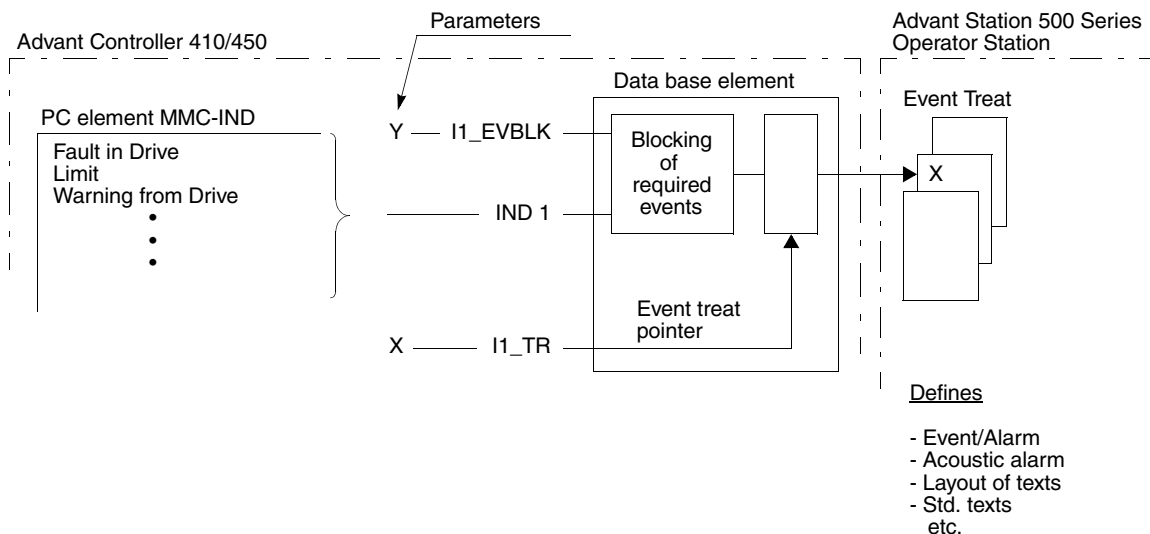 Parameters
Advant Controller 410/450
Advant Station 500 Series
Operator Station
Data base element
Event Treat
PC element MMC-IND
Fault in Drive
Limit
Warning from Drive
•
•
•
Y
I1_EVBLK
IND 1
Blocking
of
required
events
X
Event treat
pointer
X
I1_TR
Defines
- Event/Alarm
- Acoustic alarm
- Layout of texts
- Std. texts
etc.